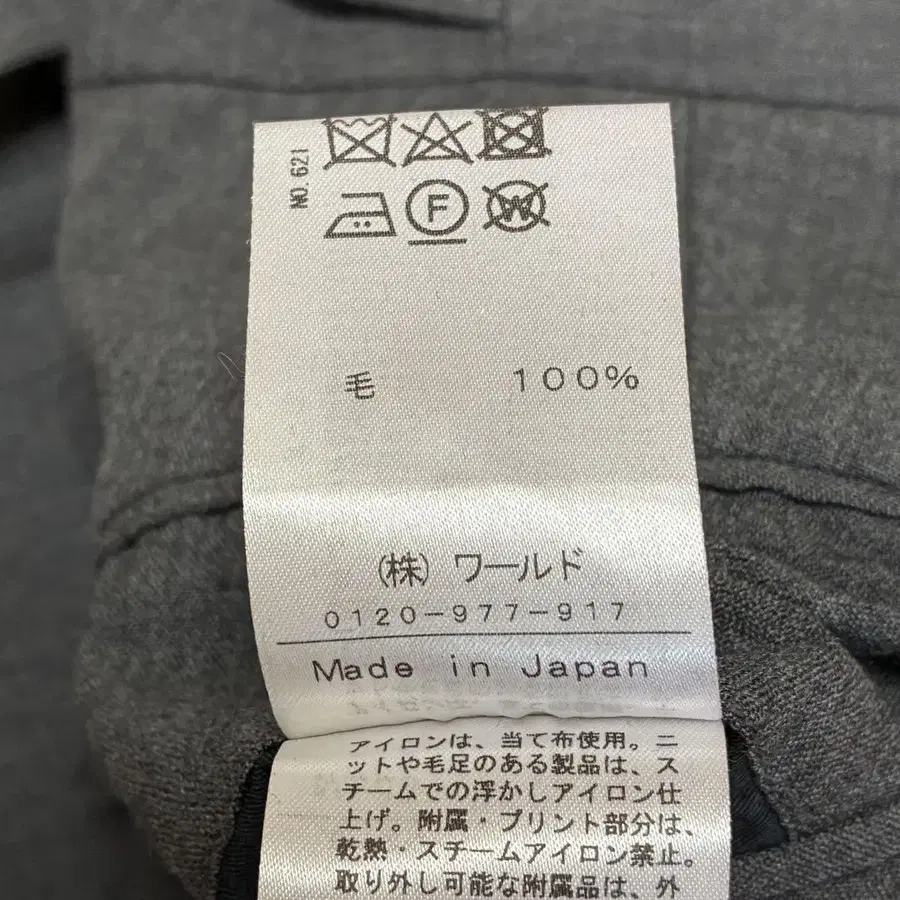 NO.621
F
W
毛 100%
(株)ワールド
0120-977-917
Made in Japan
アイロンは、当て布使用。ニ
ットや毛足のある製品は、ス
チームでの浮かしアイロン仕
上げ。附属・プリント部分は、
乾熱・スチームアイロン禁止。
取り外し可能な附属品は、外